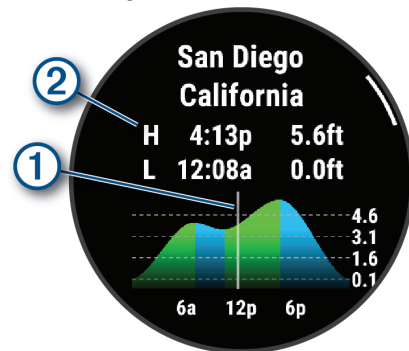 San Diego
California
2
H 4:13p 5.6ft
1
L 12:08a 0.0ft
4.6
3.1
1.6
0.1
6a 12p 6p